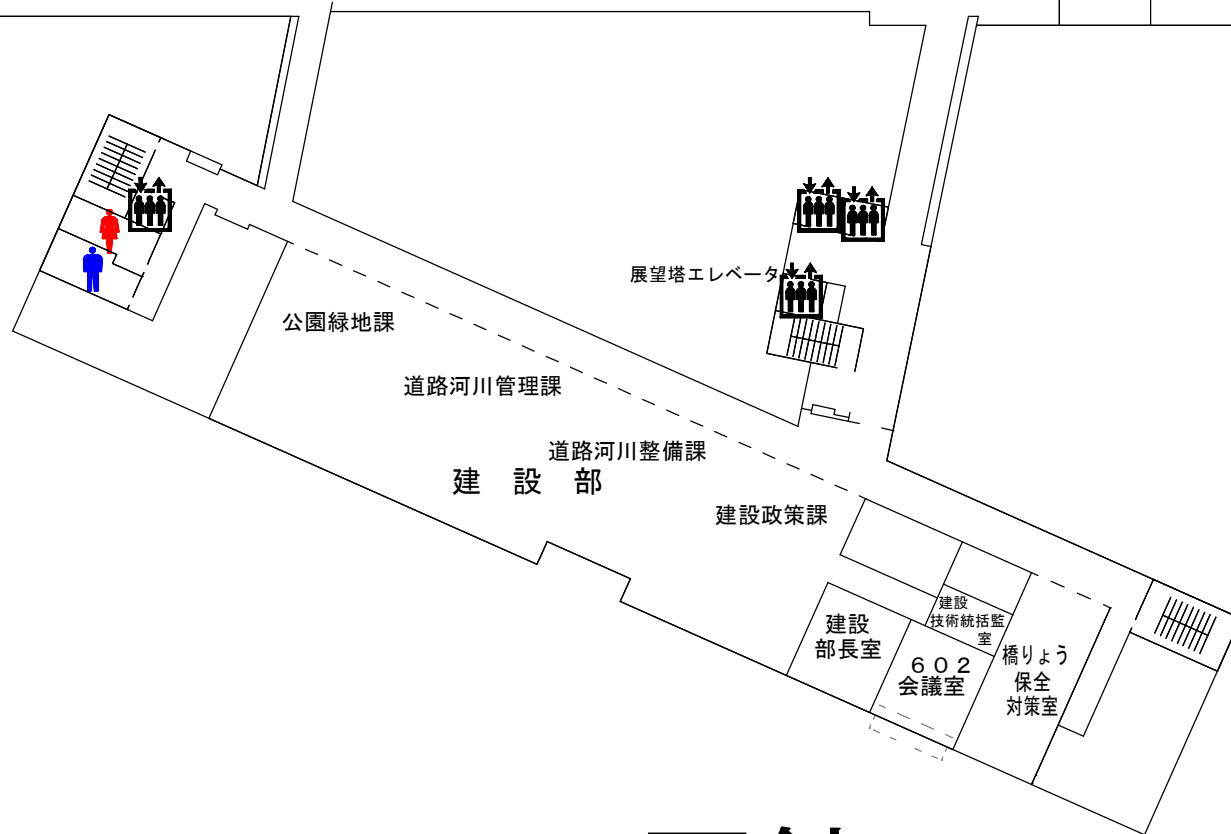 展望塔エレベータ
公園緑地課
道路河川管理課
道路河川整備課
建 設 部
建設政策課
建設
技術統括監
室
建設
部長室
６０２
会議室
橋りょう
保全
対策室